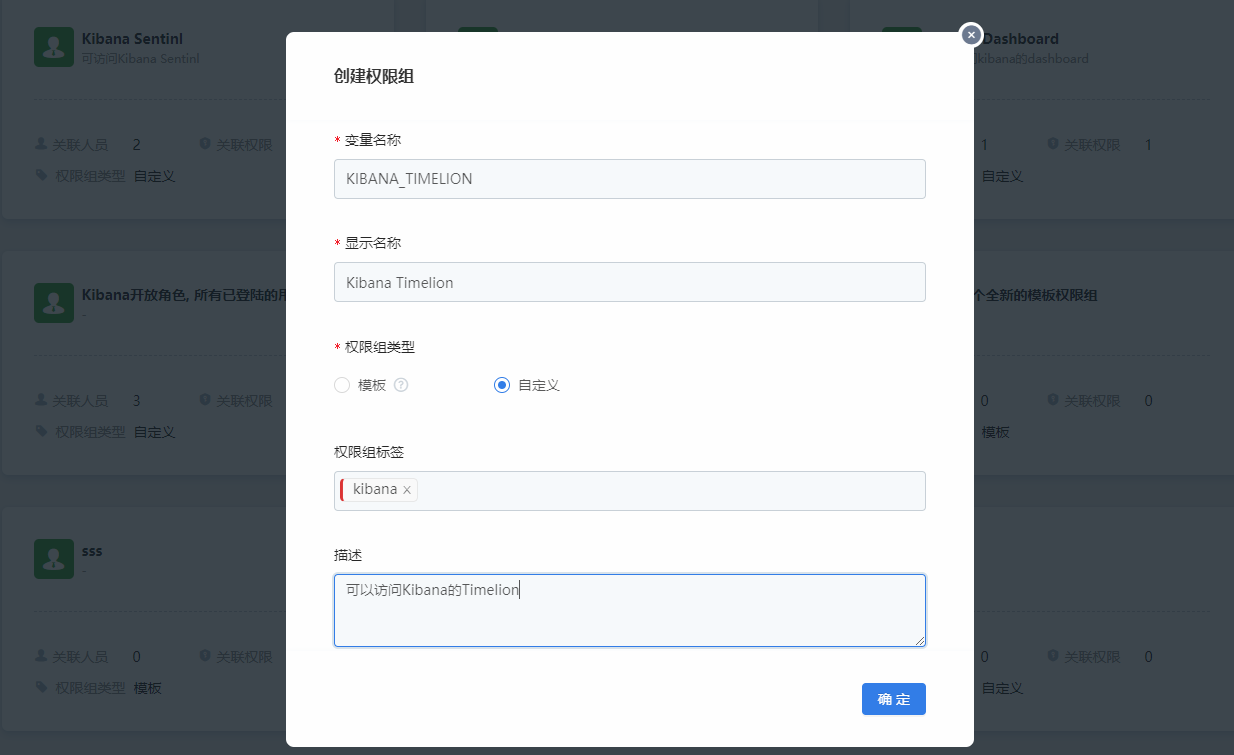 Kibana Sentinl
可访问Kibana Sentinl
关联人员 2 关联权限
权限组类型 自定义
Dashboard
kibana的dashboard
1 关联权限 1
自定义
Kibana开放角色, 所有已登陆的用
-
关联人员 3 关联权限
权限组类型 自定义
个全新的模板权限组
0 关联权限 0
模板
sss
-
关联人员 0 关联权限
权限组类型 模板
0 关联权限 0
自定义
创建权限组
* 变量名称
KIBANA_TIMELION
* 显示名称
Kibana Timelion
* 权限组类型
模板 ? 自定义
权限组标签
kibana ×
描述
可以访问Kibana的Timelion
确 定